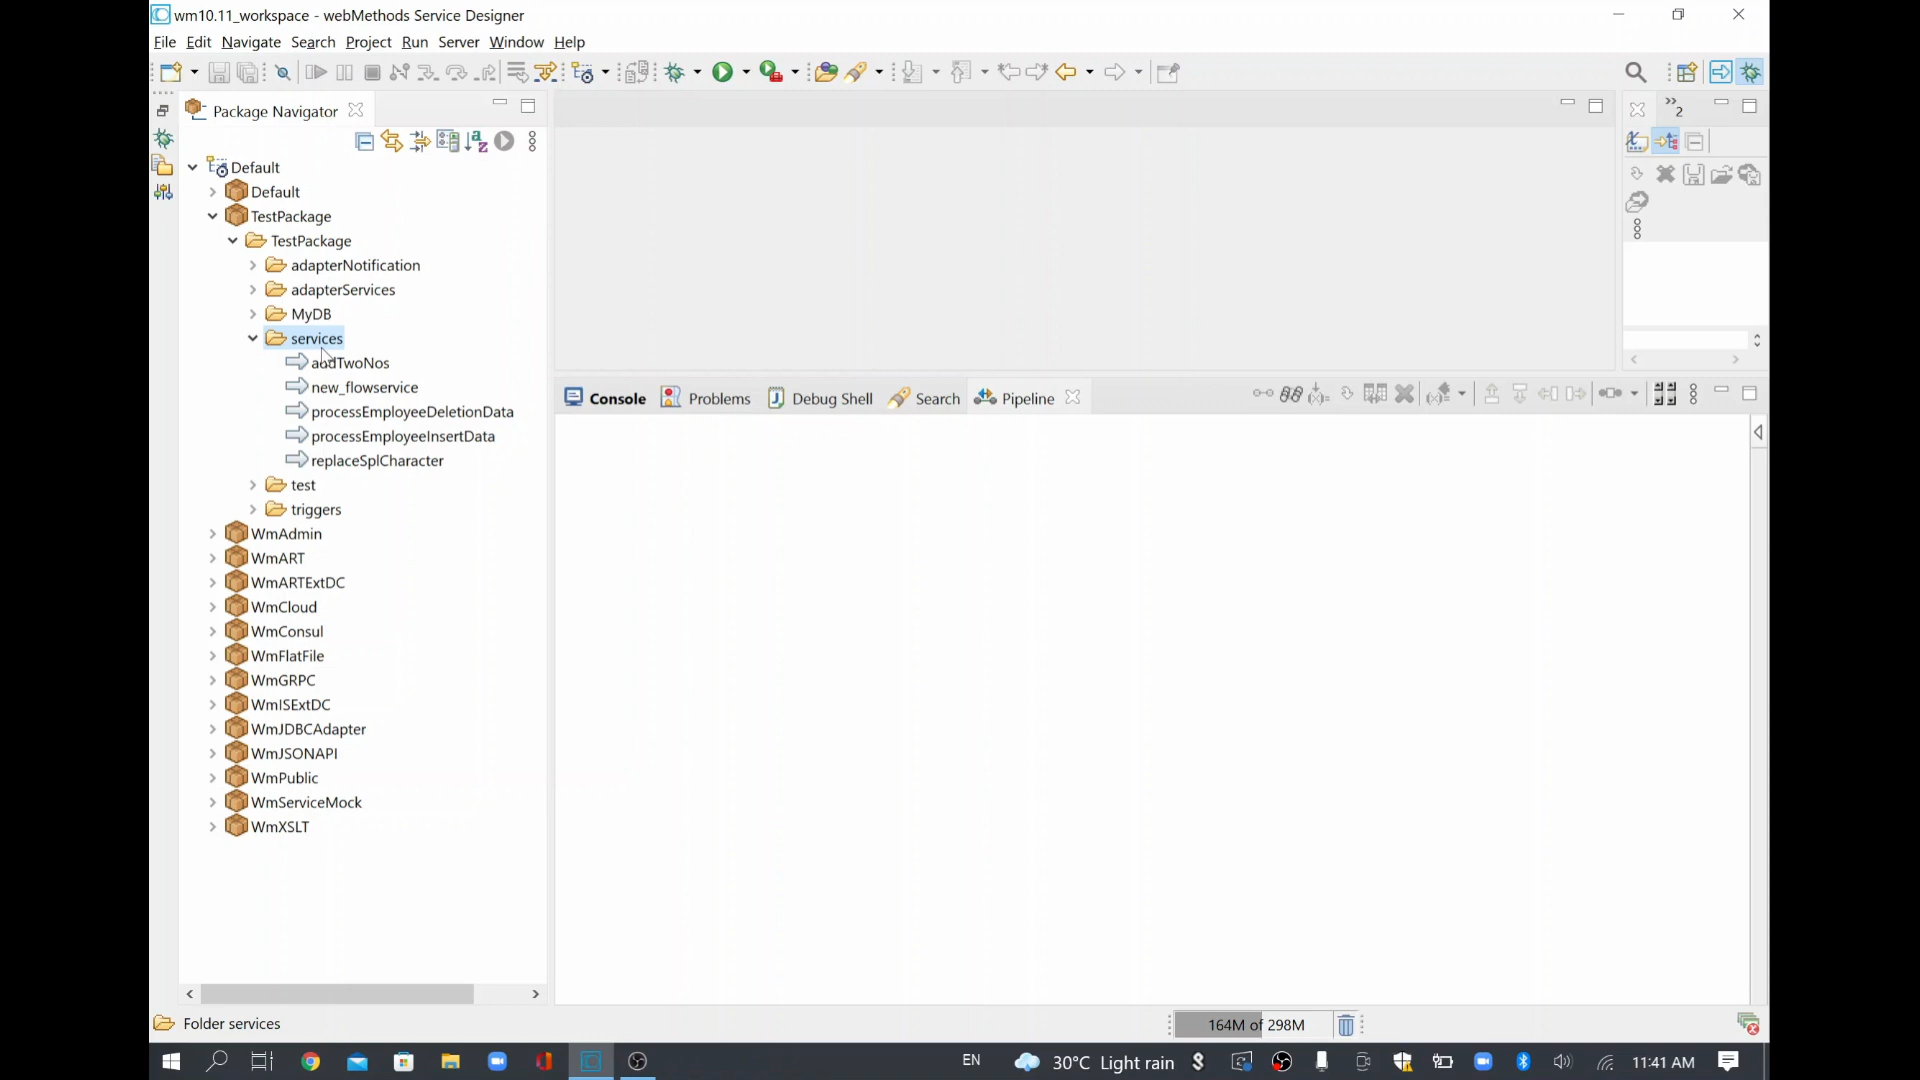 wm10.11_workspace - webMethods Service Designer
File Edit Navigate Search Project Run Server Window Help
Package Navigator
2
Default
Default
TestPackage
TestPackage
adapterNotification
adapterServices
MyDB
services
addTwoNos
new_flowservice
processEmployeeDeletionData
processEmployeeInsertData
replaceSplCharacter
test
triggers
WmAdmin
WmART
WmARTExtDC
WmCloud
WmConsul
WmFlatFile
WmGRPC
WmISExtDC
WmJDBCAdapter
WmJSONAPI
WmPublic
WmServiceMock
WmXSLT
Console Problems Debug Shell Search Pipeline
Folder services
164M of 298M
EN
30°C Light rain
11:41 AM